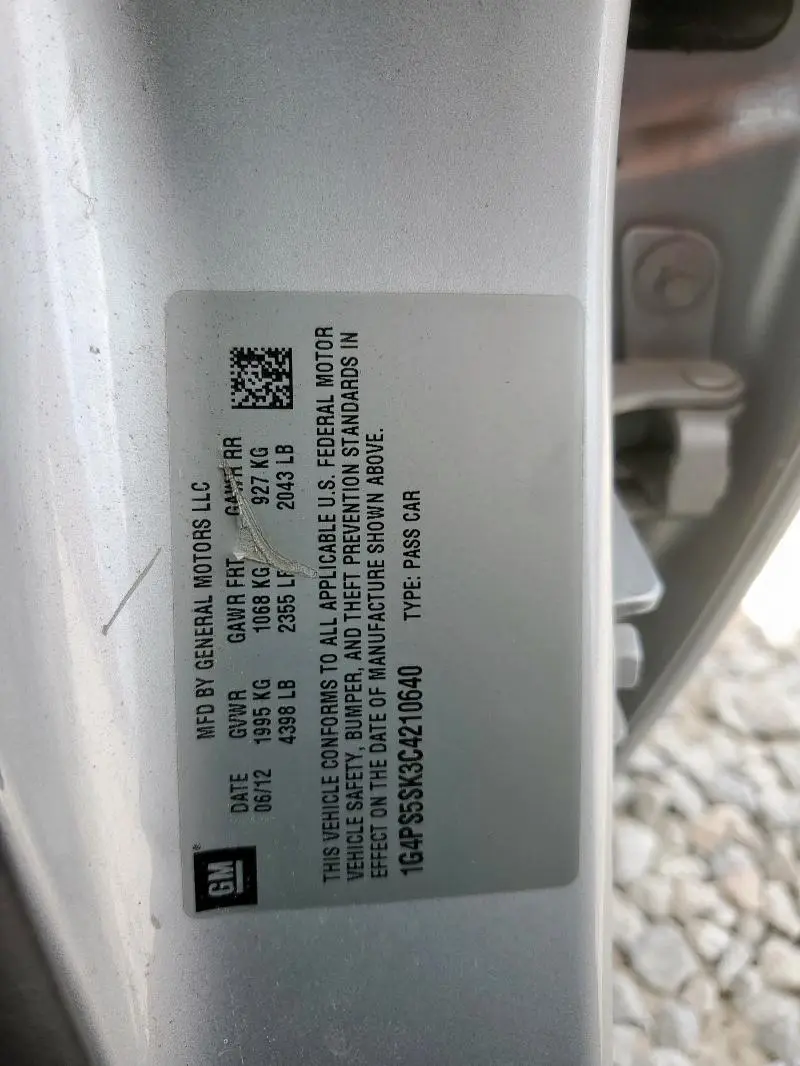 GM
MFD BY GENERAL MOTORS LLC
DATE GVWR GAWR FRT GAWR RR
06/12 1995 KG 1068 KG 927 KG
4398 LB 2355 LB 2043 LB
THIS VEHICLE CONFORMS TO ALL APPLICABLE U.S. FEDERAL MOTOR
VEHICLE SAFETY, BUMPER, AND THEFT PREVENTION STANDARDS IN
EFFECT ON THE DATE OF MANUFACTURE SHOWN ABOVE.
1G4PS5SK3C4210640 TYPE: PASS CAR